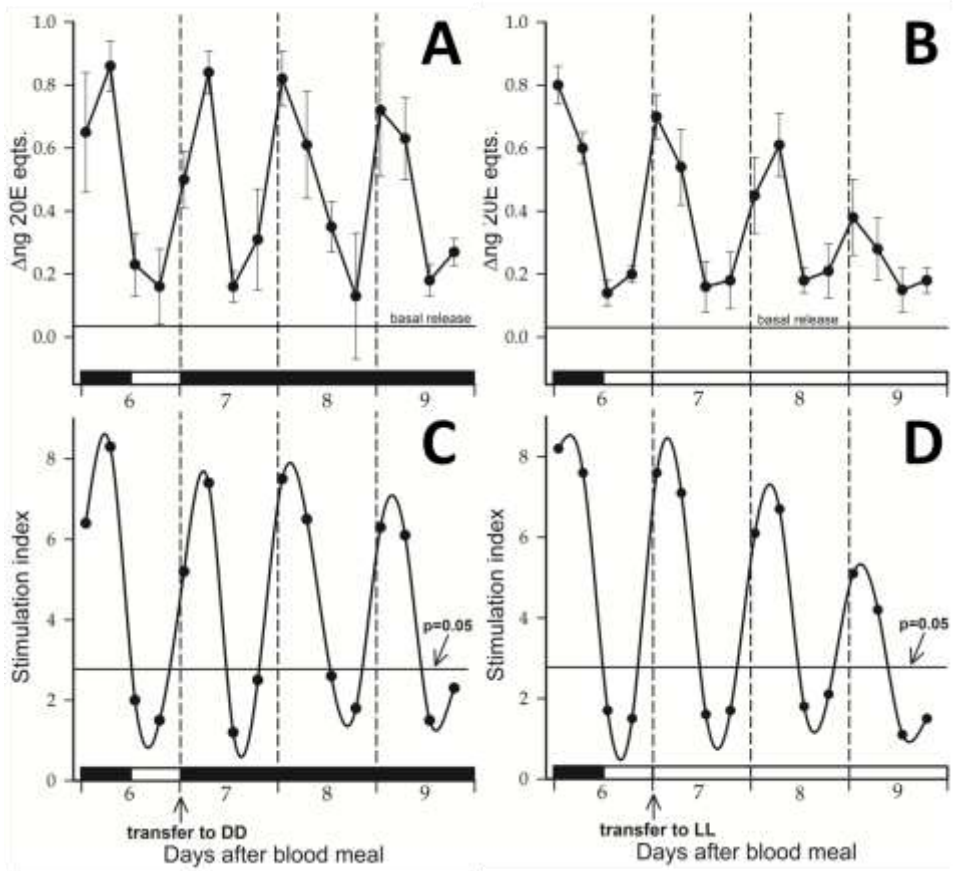 A
Δng 20E eqts.
1.0
0.8
0.6
0.4
0.2
0.0
basal release
6 7 8 9
B
Δng 20E eqts.
1.0
0.8
0.6
0.4
0.2
0.0
basal release
6 7 8 9
C
Stimulation index
8
6
4
2
0
p=0.05
6 7 8 9
transfer to DD
Days after blood meal
D
Stimulation index
8
6
4
2
0
p=0.05
6 7 8 9
transfer to LL
Days after blood meal